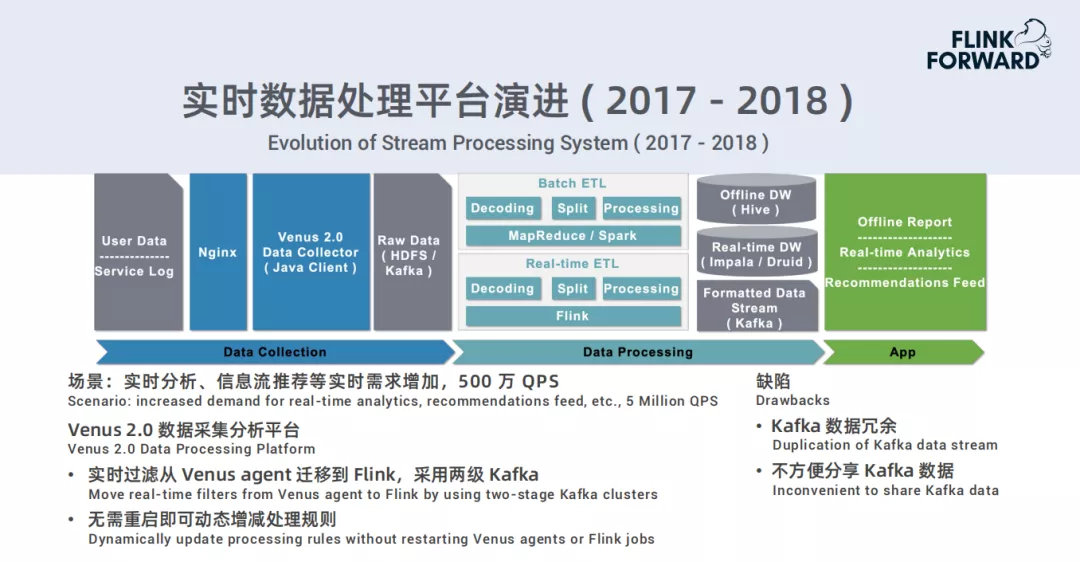 FLINK
FORWARD
实时数据处理平台演进 ( 2017 - 2018 )
Evolution of Stream Processing System ( 2017 - 2018 )
User Data
Service Log
Nginx
Venus 2.0
Data Collector
( Java Client )
Raw Data
( HDFS /
Kafka )
Batch ETL
Decoding
Split
Processing
MapReduce / Spark
Real-time ETL
Decoding
Split
Processing
Flink
Offline DW
( Hive )
Real-time DW
( Impala / Druid )
Formatted Data
Stream
( Kafka )
Offline Report
Real-time Analytics
Recommendations Feed
Data Collection
Data Processing
App
场景：实时分析、信息流推荐等实时需求增加，500 万 QPS
Scenario: increased demand for real-time analytics, recommendations feed, etc., 5 Million QPS
Venus 2.0 数据采集分析平台
Venus 2.0 Data Processing Platform
• 实时过滤从 Venus agent 迁移到 Flink，采用两级 Kafka
Move real-time filters from Venus agent to Flink by using two-stage Kafka clusters
• 无需重启即可动态增减处理规则
Dynamically update processing rules without restarting Venus agents or Flink jobs
缺陷
Drawbacks
• Kafka 数据冗余
Duplication of Kafka data stream
• 不方便分享 Kafka 数据
Inconvenient to share Kafka data